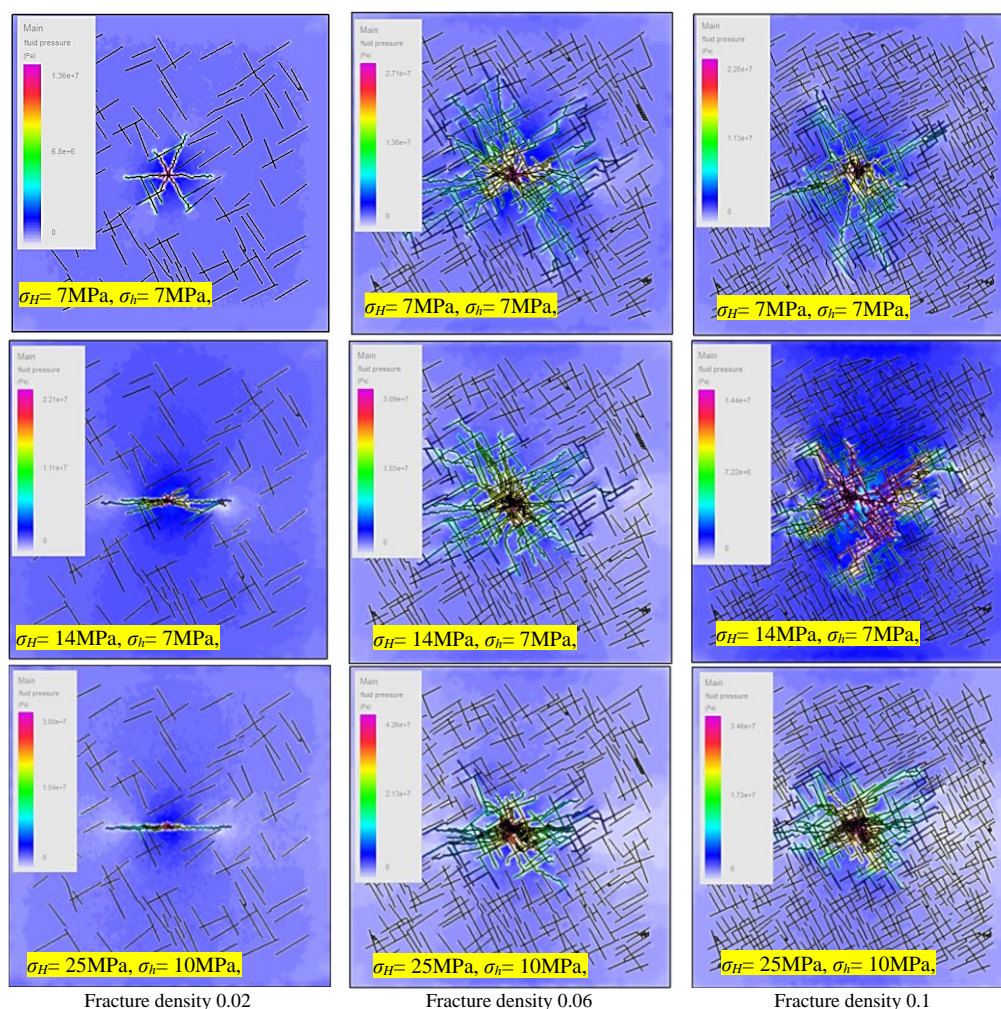 Main
fluid pressure
(Pa)
1.36e+7
6.8e+6
0
σH= 7MPa, σh= 7MPa,
Main
fluid pressure
(Pa)
2.71e+7
1.36e+7
0
σH= 7MPa, σh= 7MPa,
Main
fluid pressure
(Pa)
2.26e+7
1.13e+7
0
σH= 7MPa, σh= 7MPa,
Main
fluid pressure
(Pa)
2.21e+7
1.11e+7
0
σH= 14MPa, σh= 7MPa,
Main
fluid pressure
(Pa)
3.09e+7
1.55e+7
0
σH= 14MPa, σh= 7MPa,
Main
fluid pressure
(Pa)
1.44e+7
7.22e+6
0
σH= 14MPa, σh= 7MPa,
Main
fluid pressure
(Pa)
1.54e+7
0
σH= 25MPa, σh= 10MPa,
Main
fluid pressure
(Pa)
4.26e+7
2.13e+7
0
σH= 25MPa, σh= 10MPa,
Main
fluid pressure
(Pa)
1.73e+7
0
σH= 25MPa, σh= 10MPa,
Fracture density 0.02
Fracture density 0.06
Fracture density 0.1